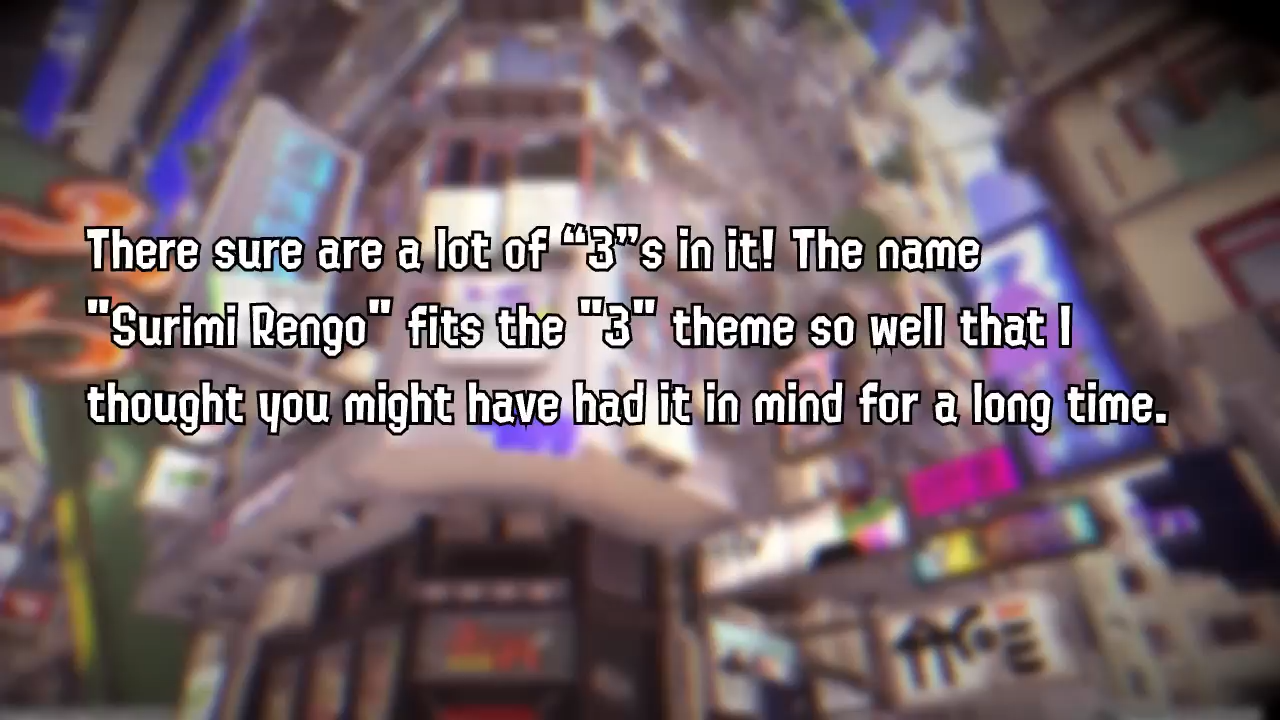 There sure are a lot of “3”s in it! The name
"Surimi Rengo" fits the "3" theme so well that I
thought you might have had it in mind for a long time.